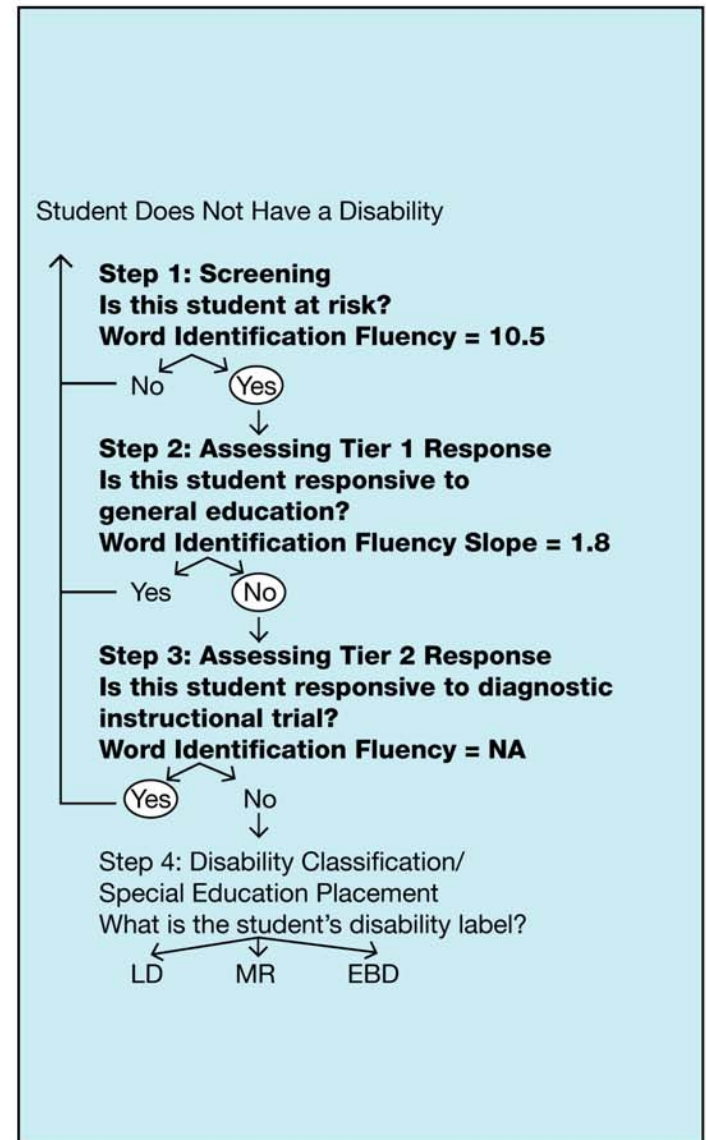 Student Does Not Have a Disability
Step 1: Screening
Is this student at risk?
Word Identification Fluency = 10.5
No Yes
Step 2: Assessing Tier 1 Response
Is this student responsive to
general education?
Word Identification Fluency Slope = 1.8
Yes No
Step 3: Assessing Tier 2 Response
Is this student responsive to diagnostic
instructional trial?
Word Identification Fluency = NA
Yes No
Step 4: Disability Classification/
Special Education Placement
What is the student's disability label?
LD MR EBD